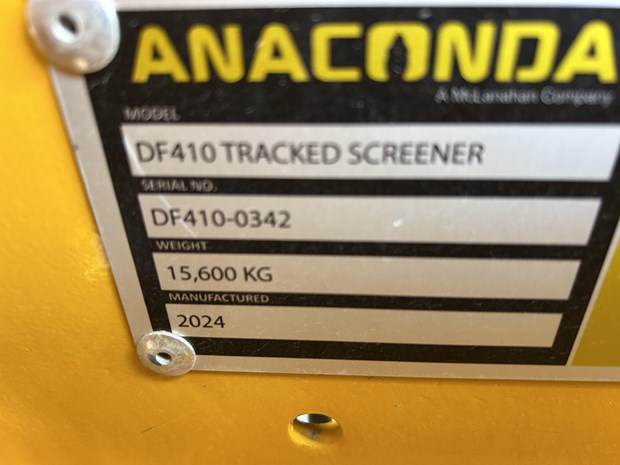 ANACONDA
A McLanahan Company
MODEL
DF410 TRACKED SCREENER
SERIAL NO.
DF410-0342
WEIGHT
15,600 KG
MANUFACTURED
2024